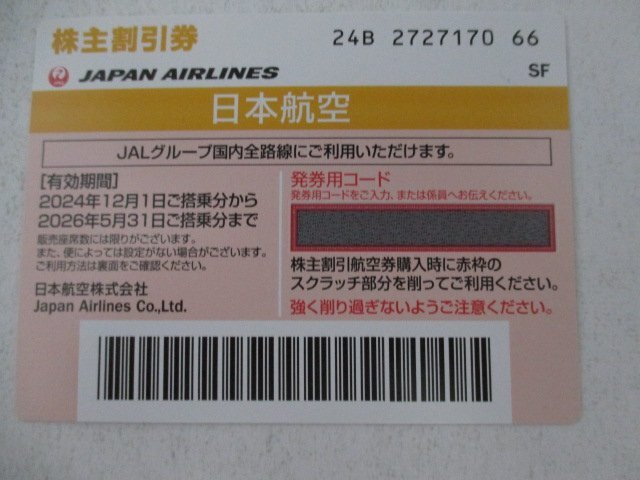 株主割引券
24B 2727170 66
JAPAN AIRLINES
SF
日本航空
JALグループ国内全路線にご利用いただけます。
[有効期間]
2024年12月1日ご搭乗分から
2026年5月31日ご搭乗分まで
販売座席数には限りがございます。
また、便によっては設定がない場合がございます。
ご利用方法は裏面をご確認ください。
日本航空株式会社
Japan Airlines Co.,Ltd.
発券用コード
発券用コードをご入力、または係員へお伝えください。
株主割引航空券購入時に赤枠の
スクラッチ部分を削ってご利用ください。
強く削り過ぎないようご注意ください。